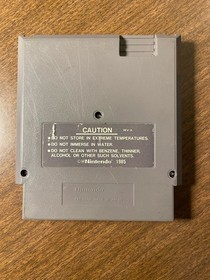 CAUTION
• DO NOT STORE IN EXTREME TEMPERATURES.
• DO NOT IMMERSE IN WATER.
• DO NOT CLEAN WITH BENZENE, THINNER,
ALCOHOL OR OTHER SUCH SOLVENTS.
©Nintendo 1985
Nintendo